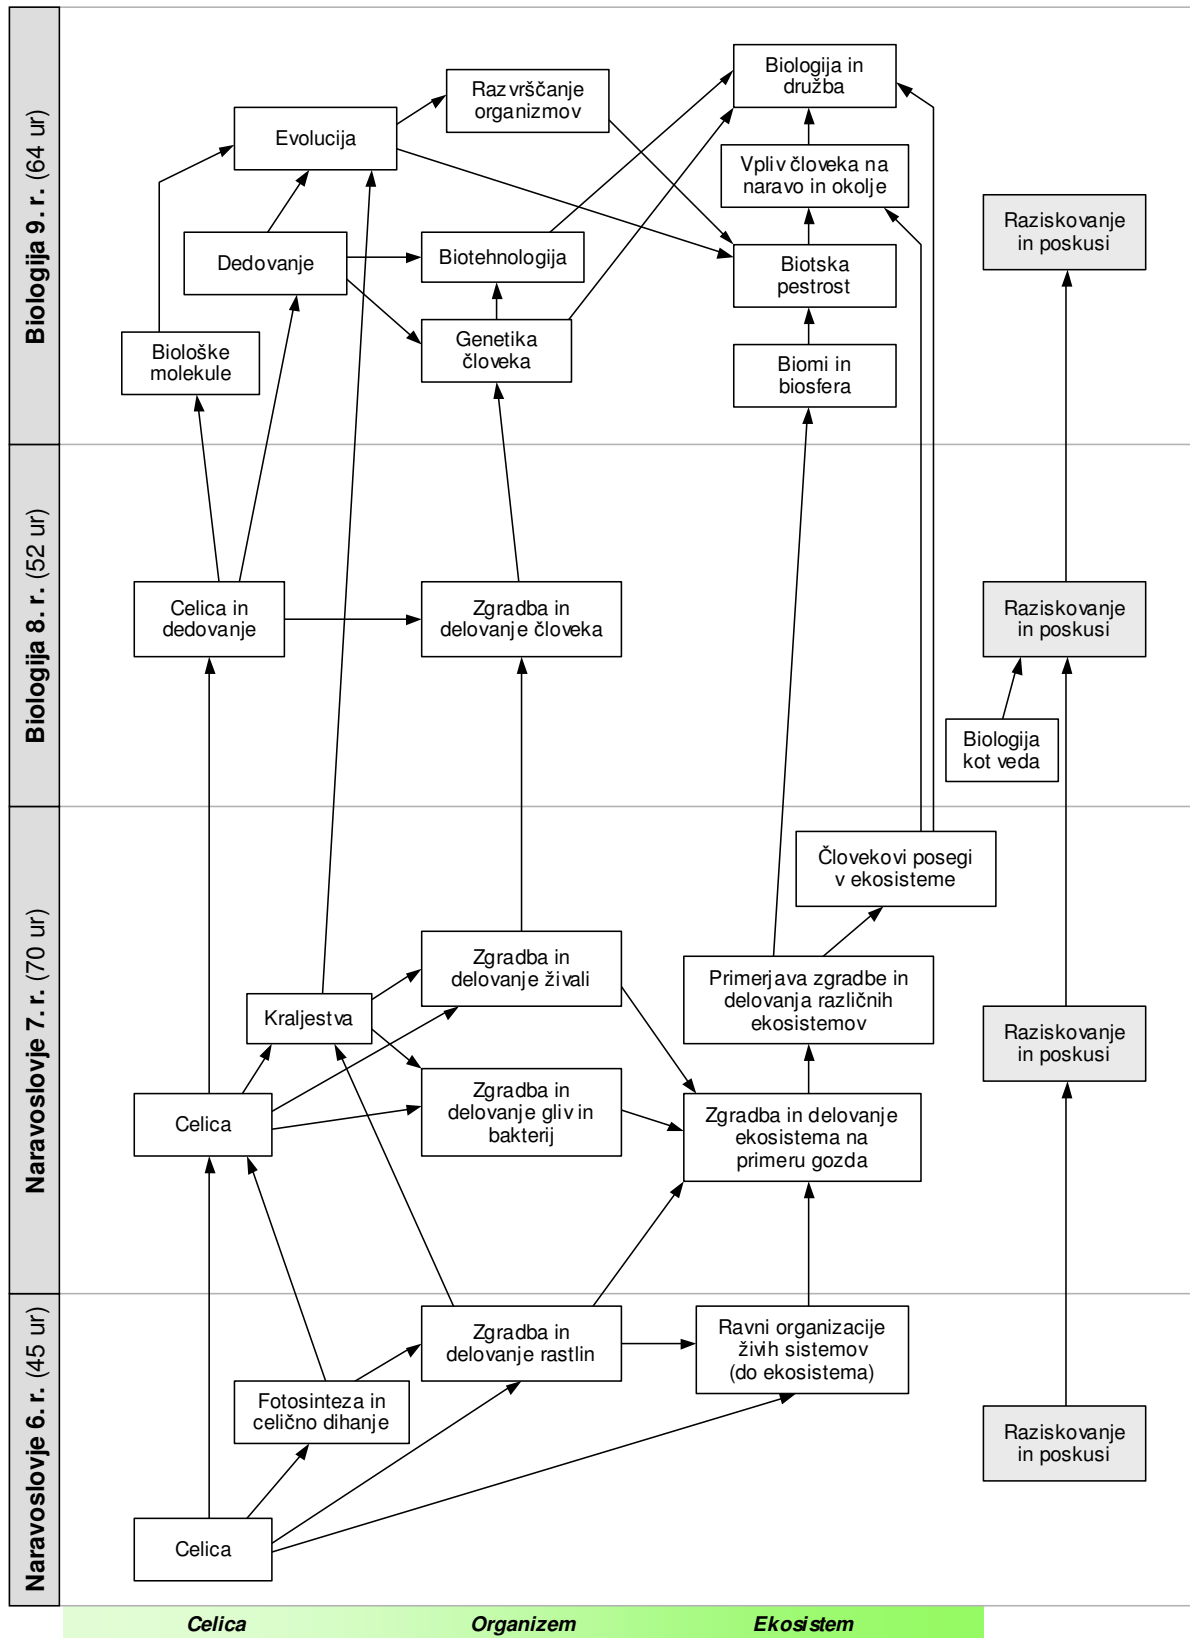 Biologija 9. r. (64 ur)
Biologija in
družba
Razvrščanje
organizmov
Evolucija
Vpliv človeka na
naravo in okolje
Raziskovanje
in poskusi
Dedovanje
Biotehnologija
Biotska
pestrost
Biološke
molekule
Genetika
človeka
Biomi in
biosfera
Biologija 8. r. (52 ur)
Celica in
dedovanje
Zgradba in
delovanje človeka
Raziskovanje
in poskusi
Biologija
kot veda
Naravoslovje 7. r. (70 ur)
Človekovi posegi
v ekosisteme
Zgradba in
delovanje živali
Primerjava zgradbe in
delovanja različnih
ekosistemov
Kraljestva
Raziskovanje
in poskusi
Celica
Zgradba in
delovanje gliv in
bakterij
Zgradba in delovanje
ekosistema na
primeru gozda
Naravoslovje 6. r. (45 ur)
Zgradba in
delovanje rastlin
Ravni organizacije
živih sistemov
(do ekosistema)
Fotosinteza in
celično dihanje
Raziskovanje
in poskusi
Celica
Celica Organizem Ekosistem